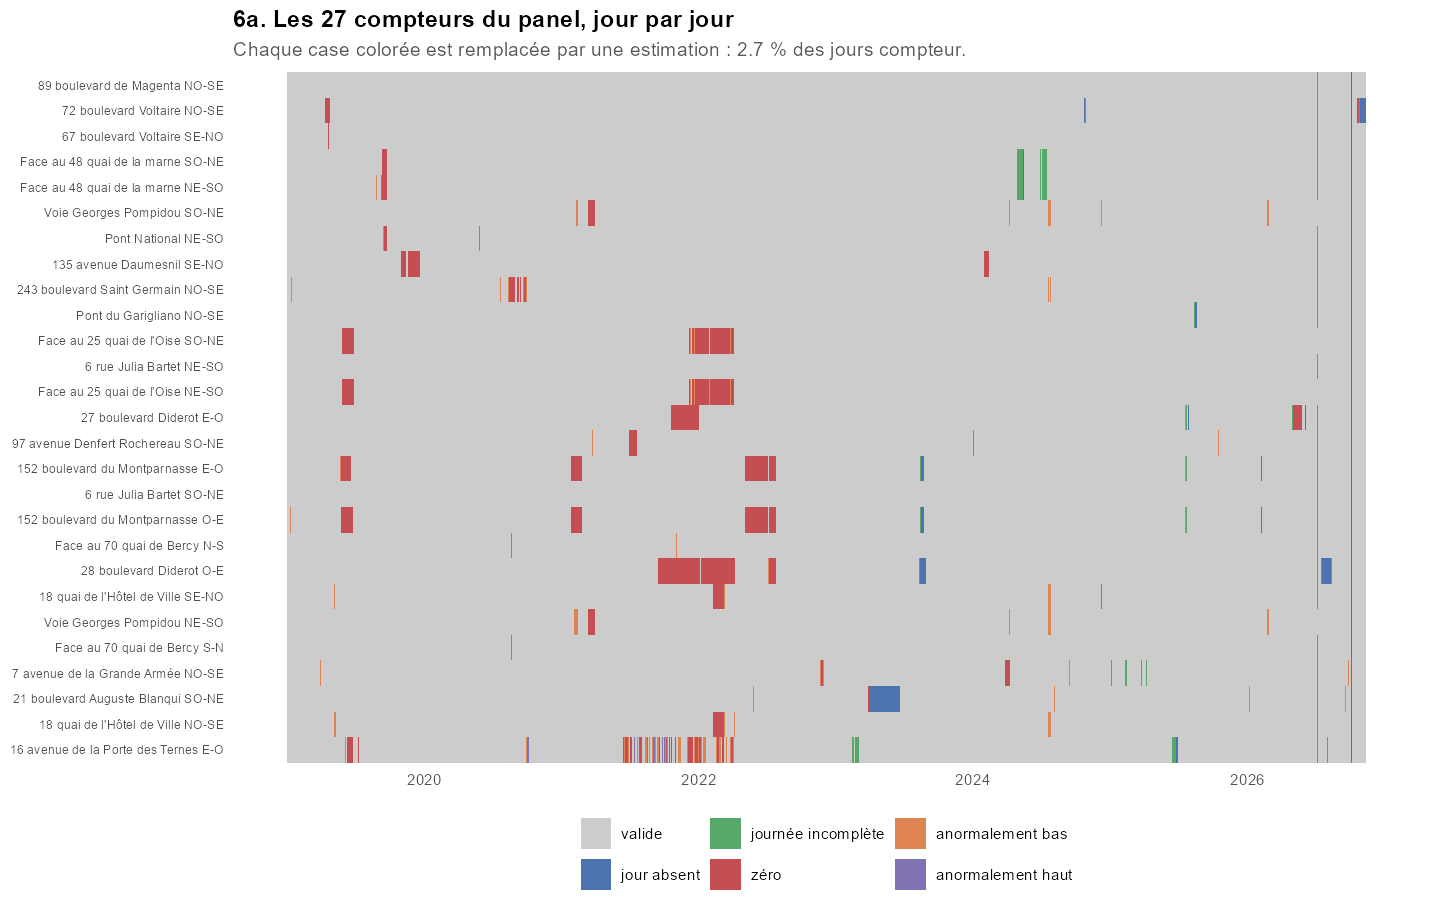 6a. Les 27 compteurs du panel, jour par jour
Chaque case colorée est remplacée par une estimation : 2.7 % des jours compteur.
89 boulevard de Magenta NO-SE
72 boulevard Voltaire NO-SE
67 boulevard Voltaire SE-NO
Face au 48 quai de la marne SO-NE
Face au 48 quai de la marne NE-SO
Voie Georges Pompidou SO-NE
Pont National NE-SO
135 avenue Daumesnil SE-NO
243 boulevard Saint Germain NO-SE
Pont du Garigliano NO-SE
Face au 25 quai de l'Oise SO-NE
6 rue Julia Bartet NE-SO
Face au 25 quai de l'Oise NE-SO
27 boulevard Diderot E-O
97 avenue Denfert Rochereau SO-NE
152 boulevard du Montparnasse E-O
6 rue Julia Bartet SO-NE
152 boulevard du Montparnasse O-E
Face au 70 quai de Bercy N-S
28 boulevard Diderot O-E
18 quai de l'Hôtel de Ville SE-NO
Voie Georges Pompidou NE-SO
Face au 70 quai de Bercy S-N
7 avenue de la Grande Armée NO-SE
21 boulevard Auguste Blanqui SO-NE
18 quai de l'Hôtel de Ville NO-SE
16 avenue de la Porte des Ternes E-O
2020 2022 2024 2026
valide journée incomplète anormalement bas
jour absent zéro anormalement haut